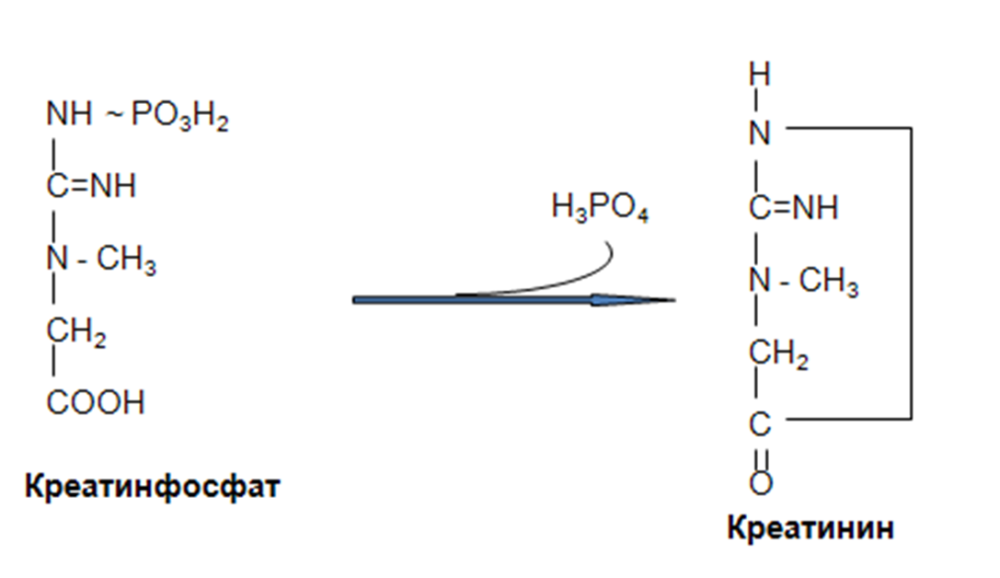 NH ~ PO₃H₂
C=NH
N - CH₃
CH₂
COOH
Креатинфосфат
H₃PO₄
H
N
C=NH
N - CH₃
CH₂
C
O
Креатинин